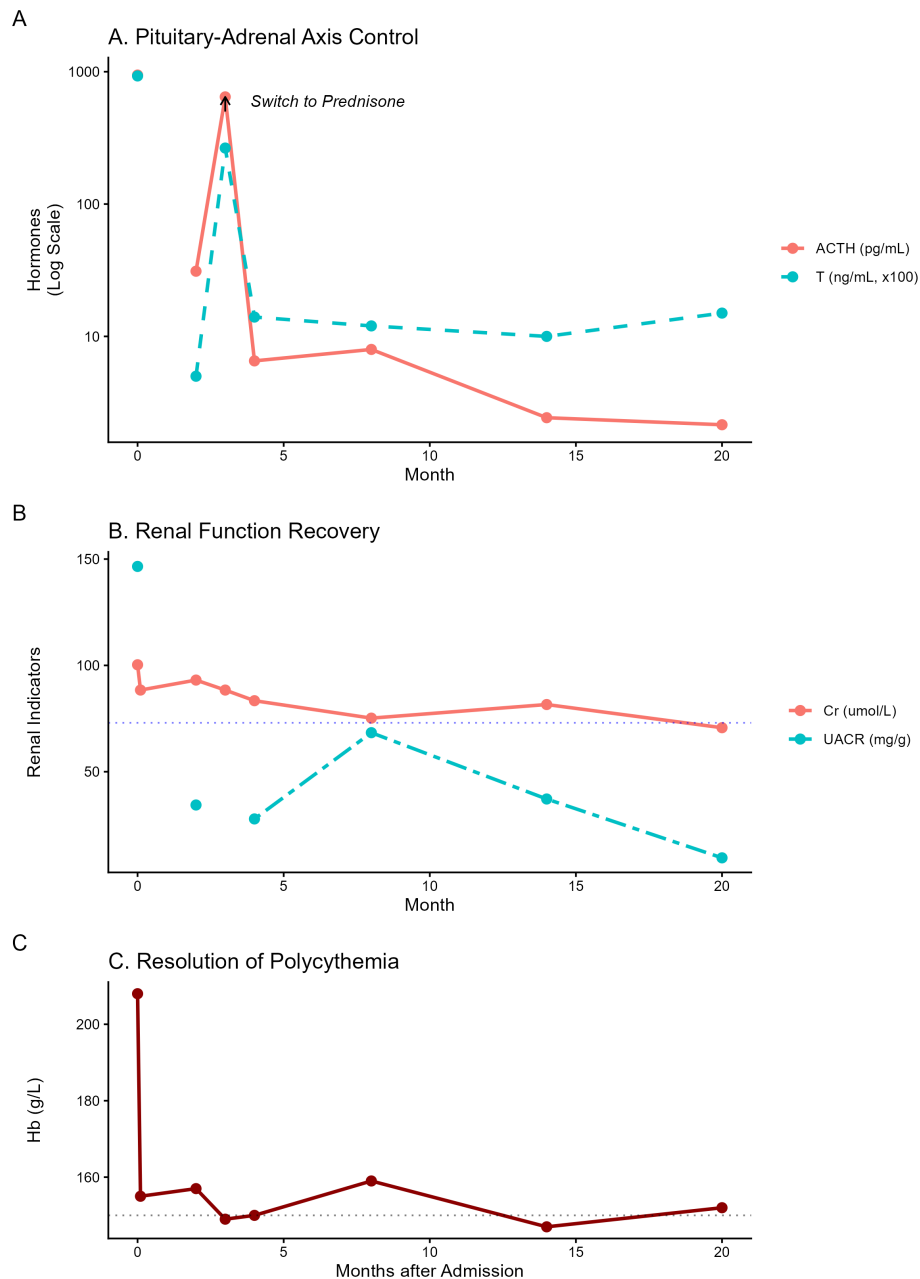 A
A. Pituitary-Adrenal Axis Control
1000
100
10
Hormones
(Log Scale)
Switch to Prednisone
0
5
10
15
20
Month
ACTH (pg/mL)
T (ng/mL, x100)
B
B. Renal Function Recovery
150
100
50
Renal Indicators
0
5
10
15
20
Month
Cr (umol/L)
UACR (mg/g)
C
C. Resolution of Polycythemia
200
180
160
Hb (g/L)
0
5
10
15
20
Months after Admission